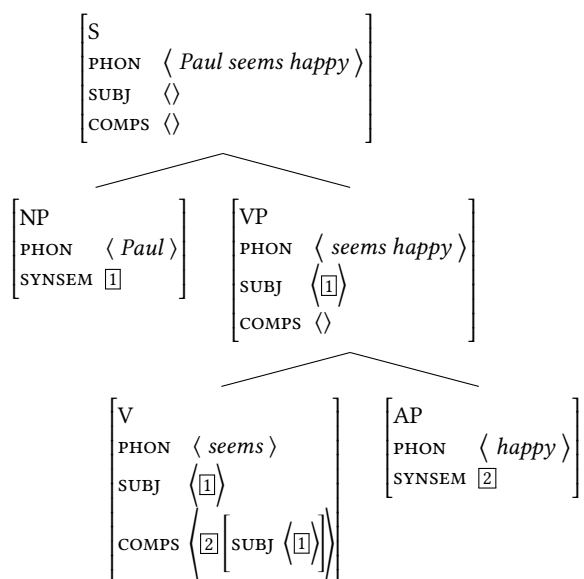 S
PHON ⟨ Paul seems happy ⟩
SUBJ ⟨⟩
COMPS ⟨⟩
NP
PHON ⟨ Paul ⟩
SYNSEM 1
VP
PHON ⟨ seems happy ⟩
SUBJ ⟨1⟩
COMPS ⟨⟩
V
PHON ⟨ seems ⟩
SUBJ ⟨1⟩
COMPS ⟨2[SUBJ ⟨1⟩]⟩
AP
PHON ⟨ happy ⟩
SYNSEM 2